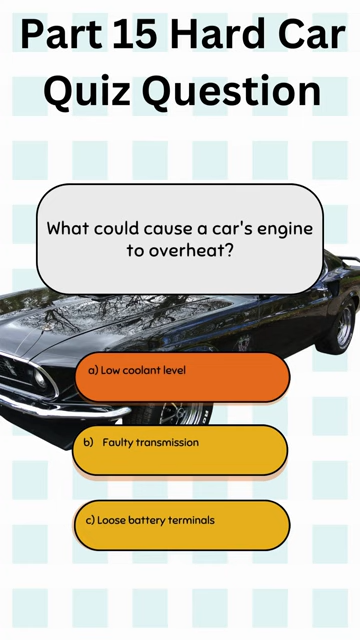 Part 15 Hard Car
Quiz Question
What could cause a car's engine
to overheat?
a) Low coolant level
b) Faulty transmission
c) Loose battery terminals